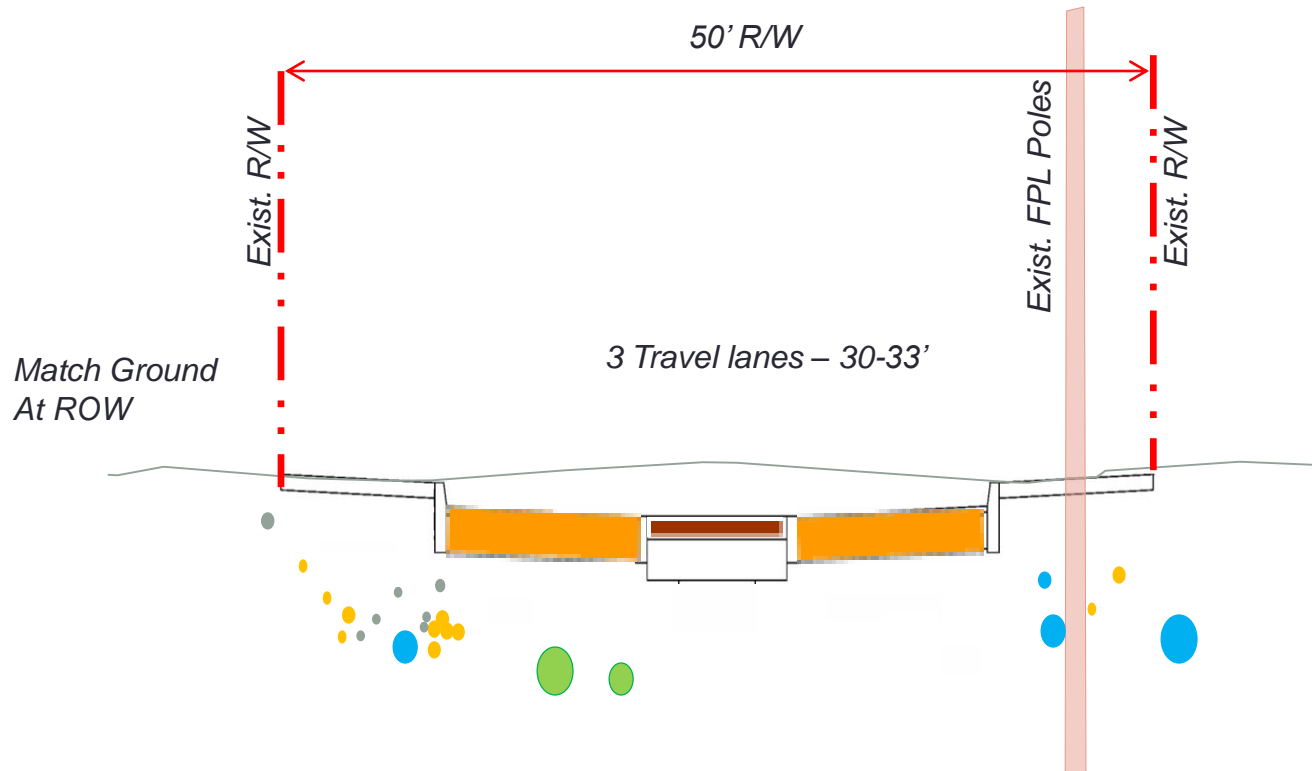 50’ R/W
Exist. R/W
Exist. FPL Poles
Exist. R/W
3 Travel lanes – 30-33’
Match Ground
At ROW